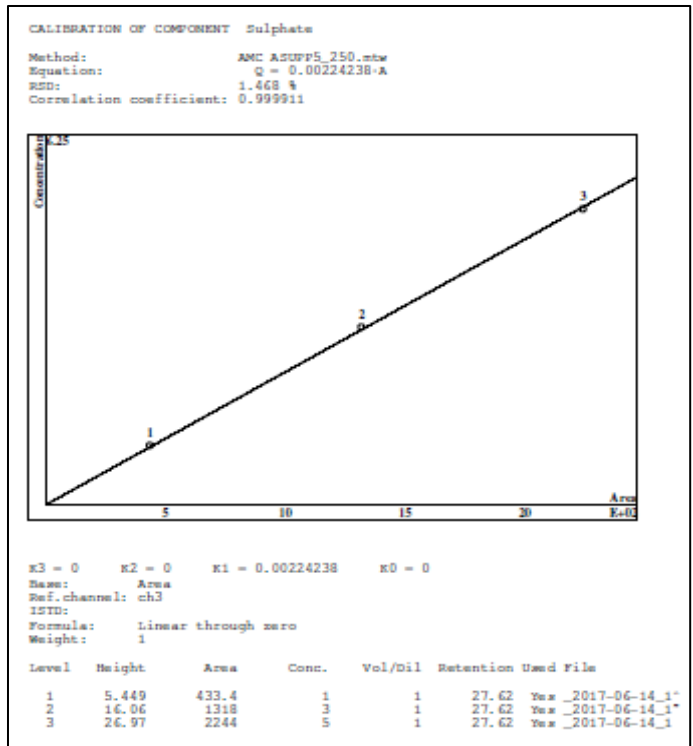 CALIBRATION OF COMPONENT Sulphate
Method: AMC ASUPP5_250.mtw
Equation: Q = 0.00224238·A
RSD: 1.468 %
Correlation coefficient: 0.999911
Concentration
6.25
3
2
1
Area
5 10 15 20 E+02
K3 = 0 K2 = 0 K1 = 0.00224238 K0 = 0
Base: Area
Ref.channel: ch3
ISTD:
Formula: Linear through zero
Weight: 1
Level Height Area Conc. Vol/Dil Retention Used File
1 5.449 433.4 1 1 27.62 Yes _2017-06-14_1^
2 16.06 1318 3 1 27.62 Yes _2017-06-14_1"
3 26.97 2244 5 1 27.62 Yes _2017-06-14_1